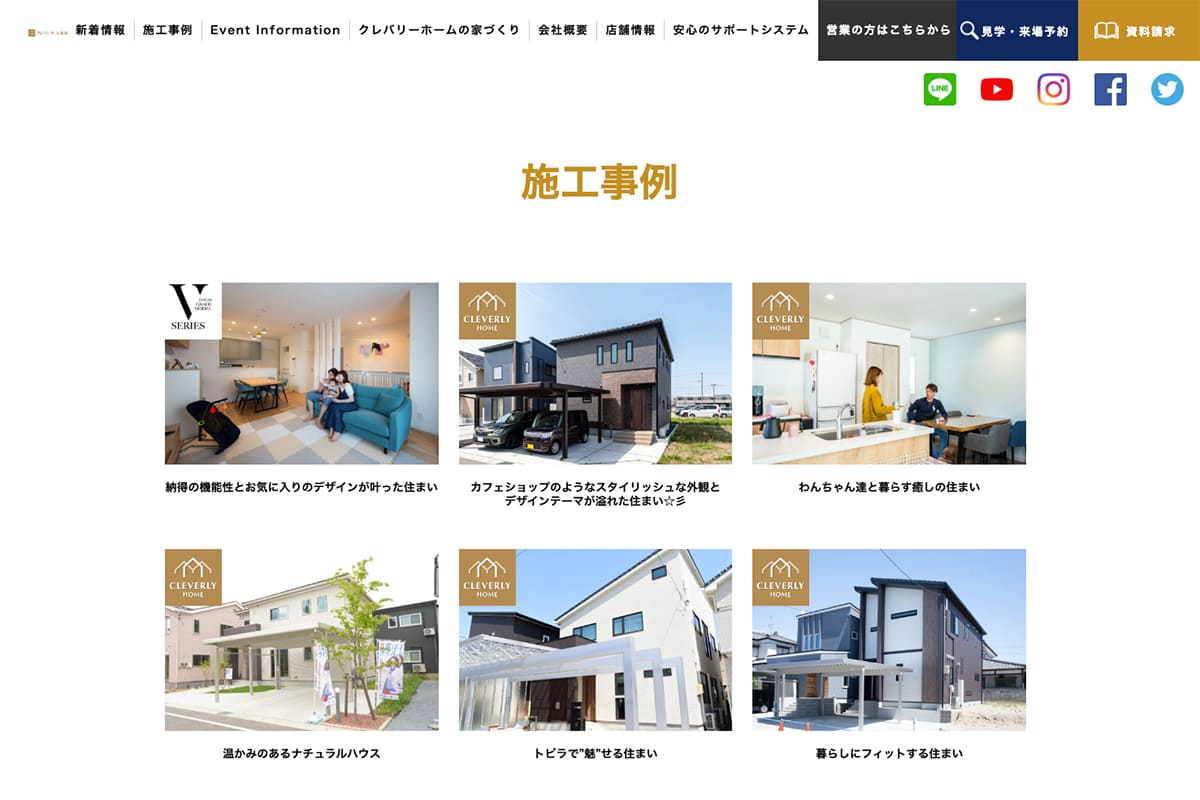 新着情報
施工事例
Event Information
クレバリーホームの家づくり
会社概要
店舗情報
安心のサポートシステム
営業の方はこちらから
見学・来場予約
資料請求
LINE
施工事例
V
SERIES
CLEVERLY
HOME
CLEVERLY
HOME
納得の機能性とお気に入りのデザインが叶った住まい
カフェショップのようなスタイリッシュな外観と
デザインテーマが溢れた住まい☆彡
わんちゃん達と暮らす癒しの住まい
CLEVERLY
HOME
CLEVERLY
HOME
CLEVERLY
HOME
温かみのあるナチュラルハウス
トビラで”魅”せる住まい
暮らしにフィットする住まい